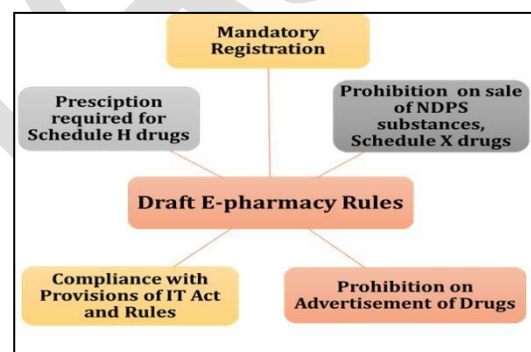 Mandatory
Registration
Presciption
required for
Schedule H drugs
Prohibition on sale
of NDPS
substances,
Schedule X drugs
Draft E-pharmacy Rules
Compliance with
Provisions of IT Act
and Rules
Prohibition on
Advertisement of Drugs